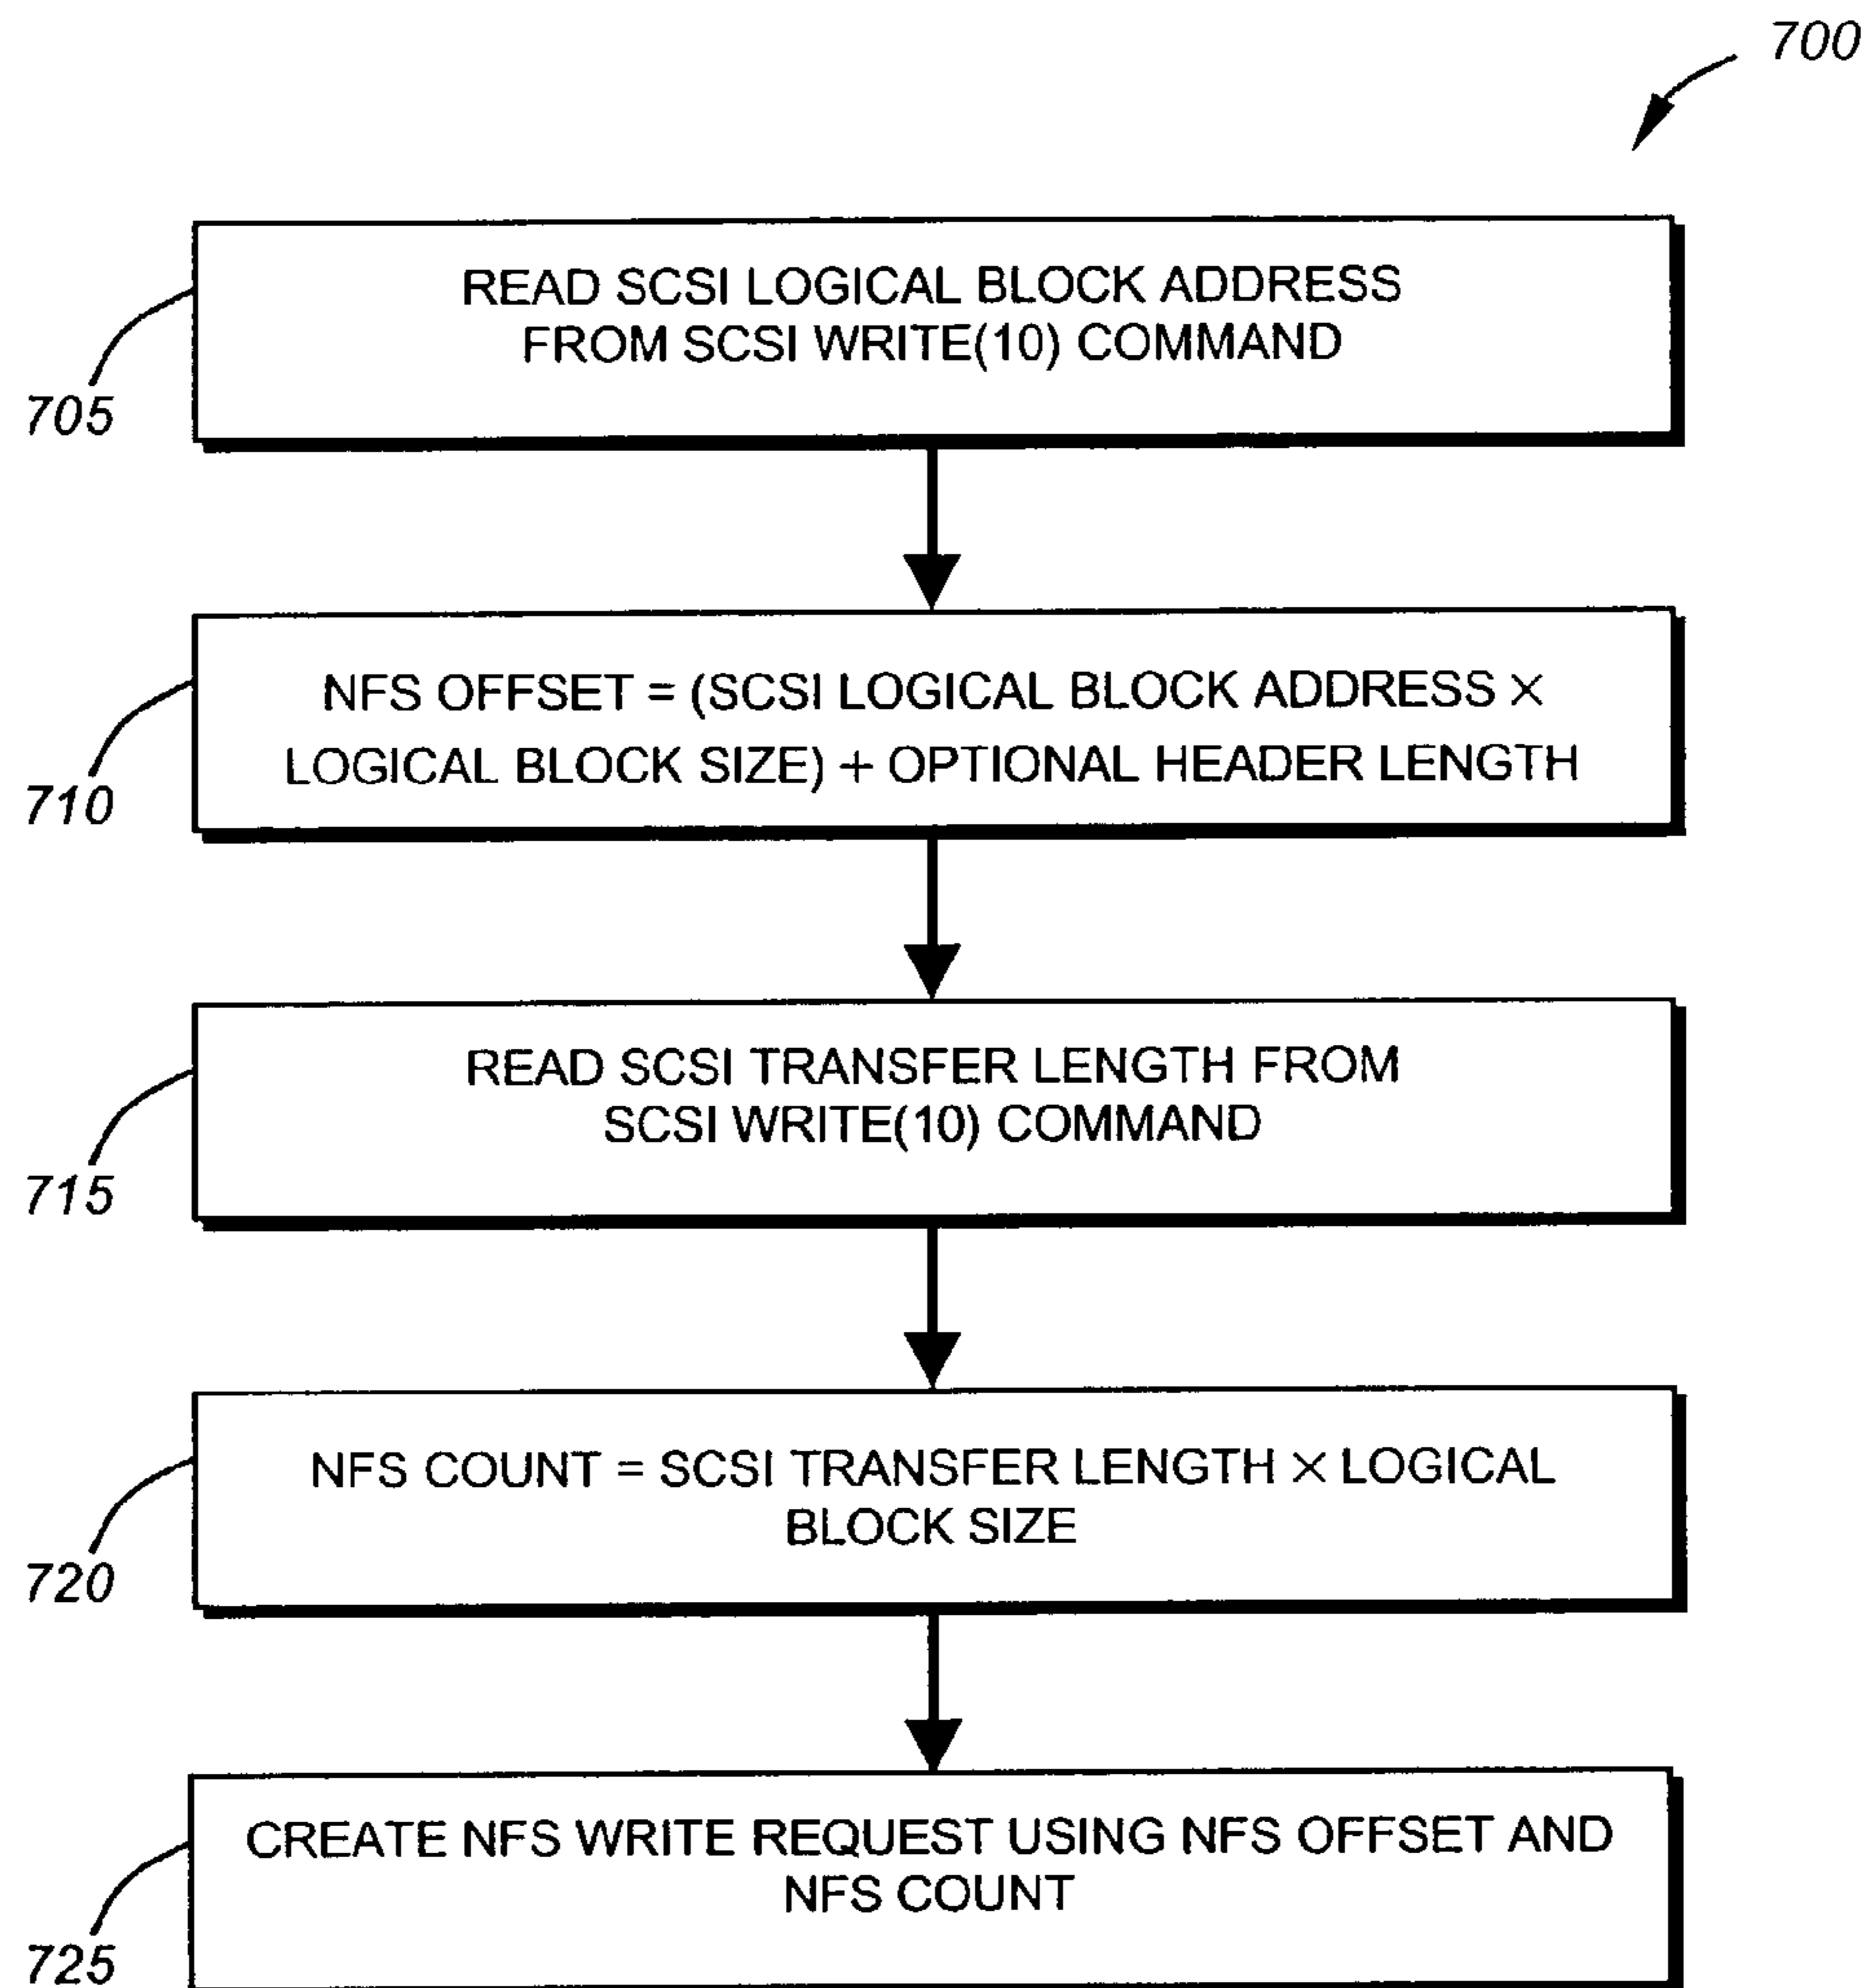 700
READ SCSI LOGICAL BLOCK ADDRESS
FROM SCSI WRITE(10) COMMAND
705
NFS OFFSET = (SCSI LOGICAL BLOCK ADDRESS ×
LOGICAL BLOCK SIZE) + OPTIONAL HEADER LENGTH
710
READ SCSI TRANSFER LENGTH FROM
SCSI WRITE(10) COMMAND
715
NFS COUNT = SCSI TRANSFER LENGTH × LOGICAL
BLOCK SIZE
720
CREATE NFS WRITE REQUEST USING NFS OFFSET AND
NFS COUNT
725